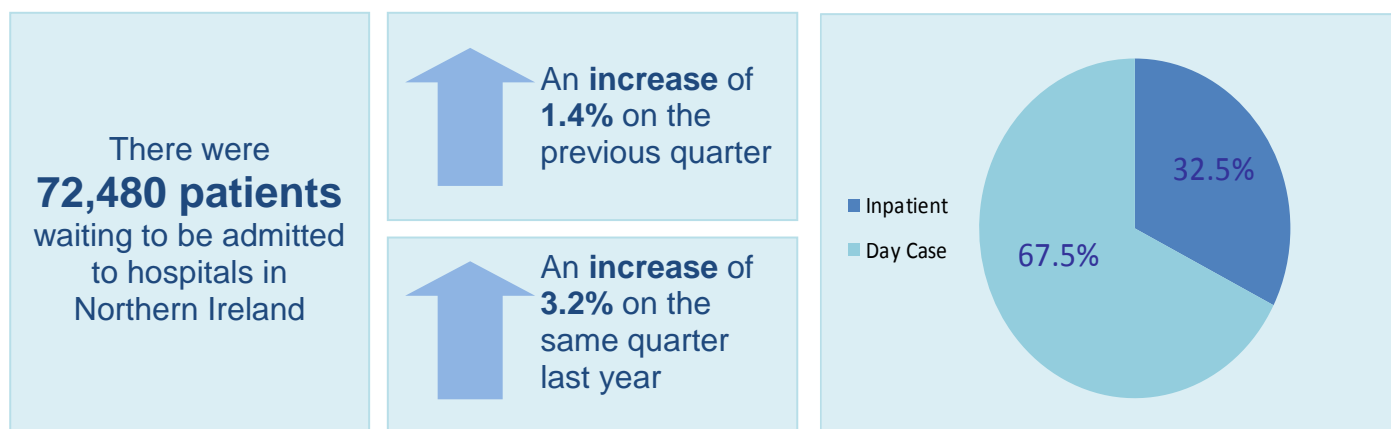 There were
72,480 patients
waiting to be admitted
to hospitals in
Northern Ireland
An increase of
1.4% on the
previous quarter
An increase of
3.2% on the
same quarter
last year
Inpatient
Day Case
32.5%
67.5%